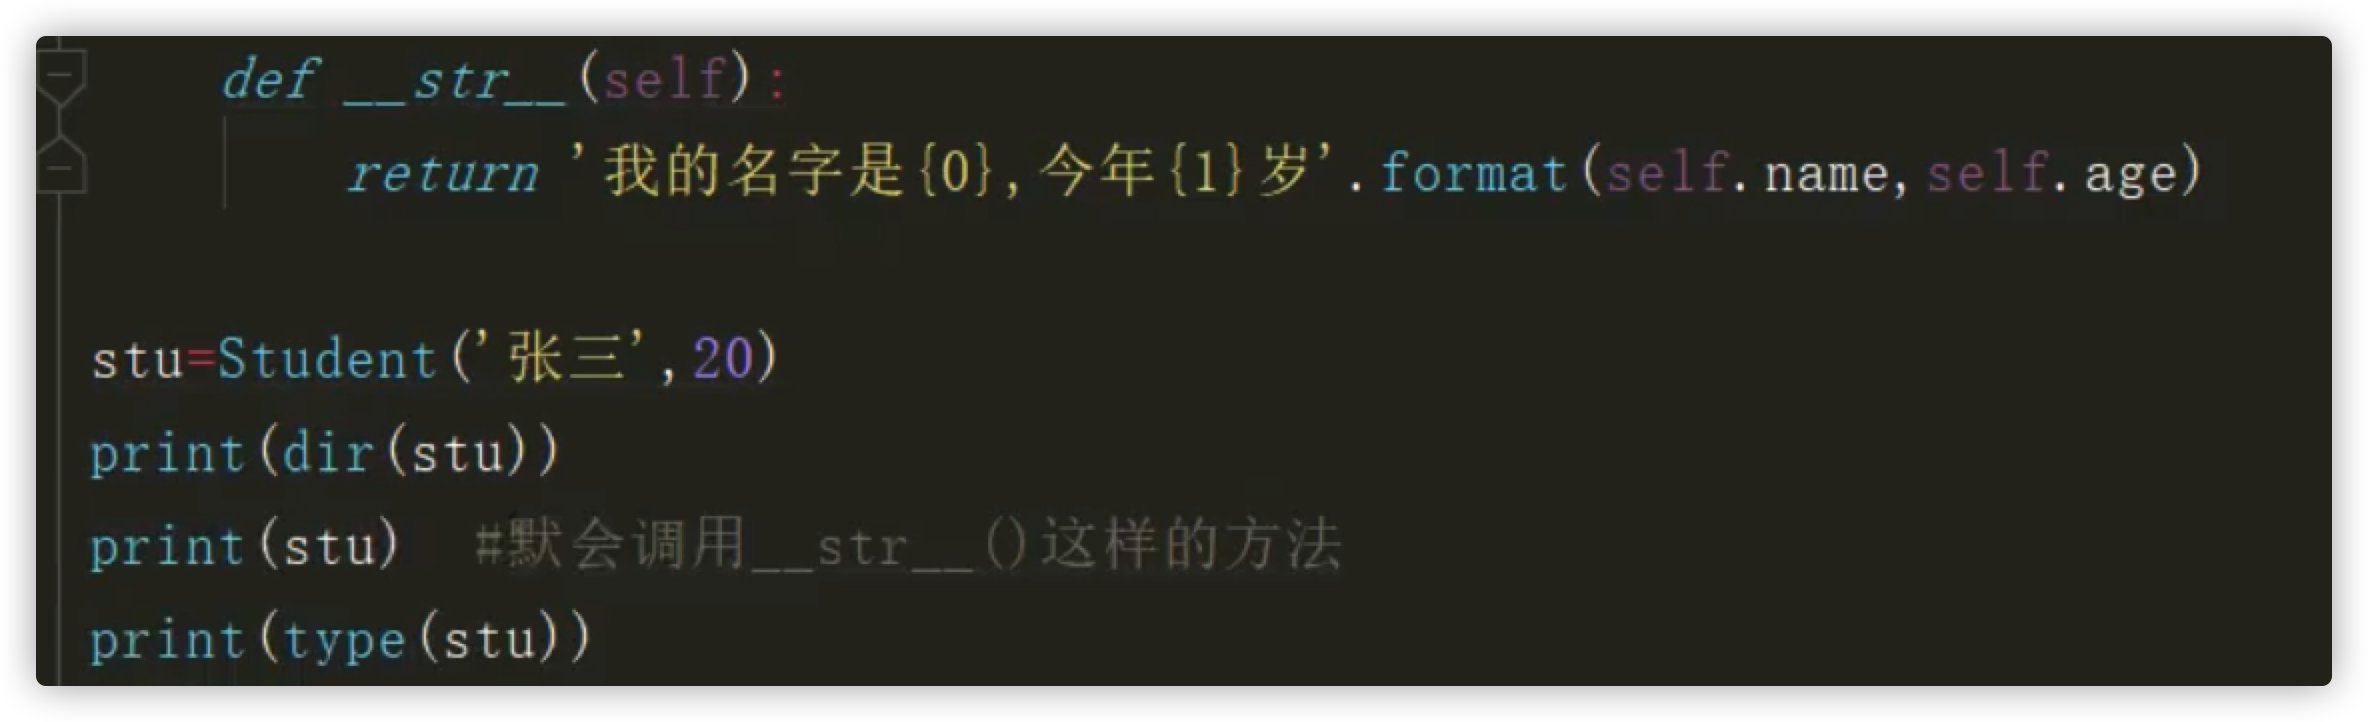 def __str__(self):
return '我的名字是{0},今年{1}岁'.format(self.name,self.age)
stu=Student('张三',20)
print(dir(stu))
print(stu)  #默会调用__str__()这样的方法
print(type(stu))